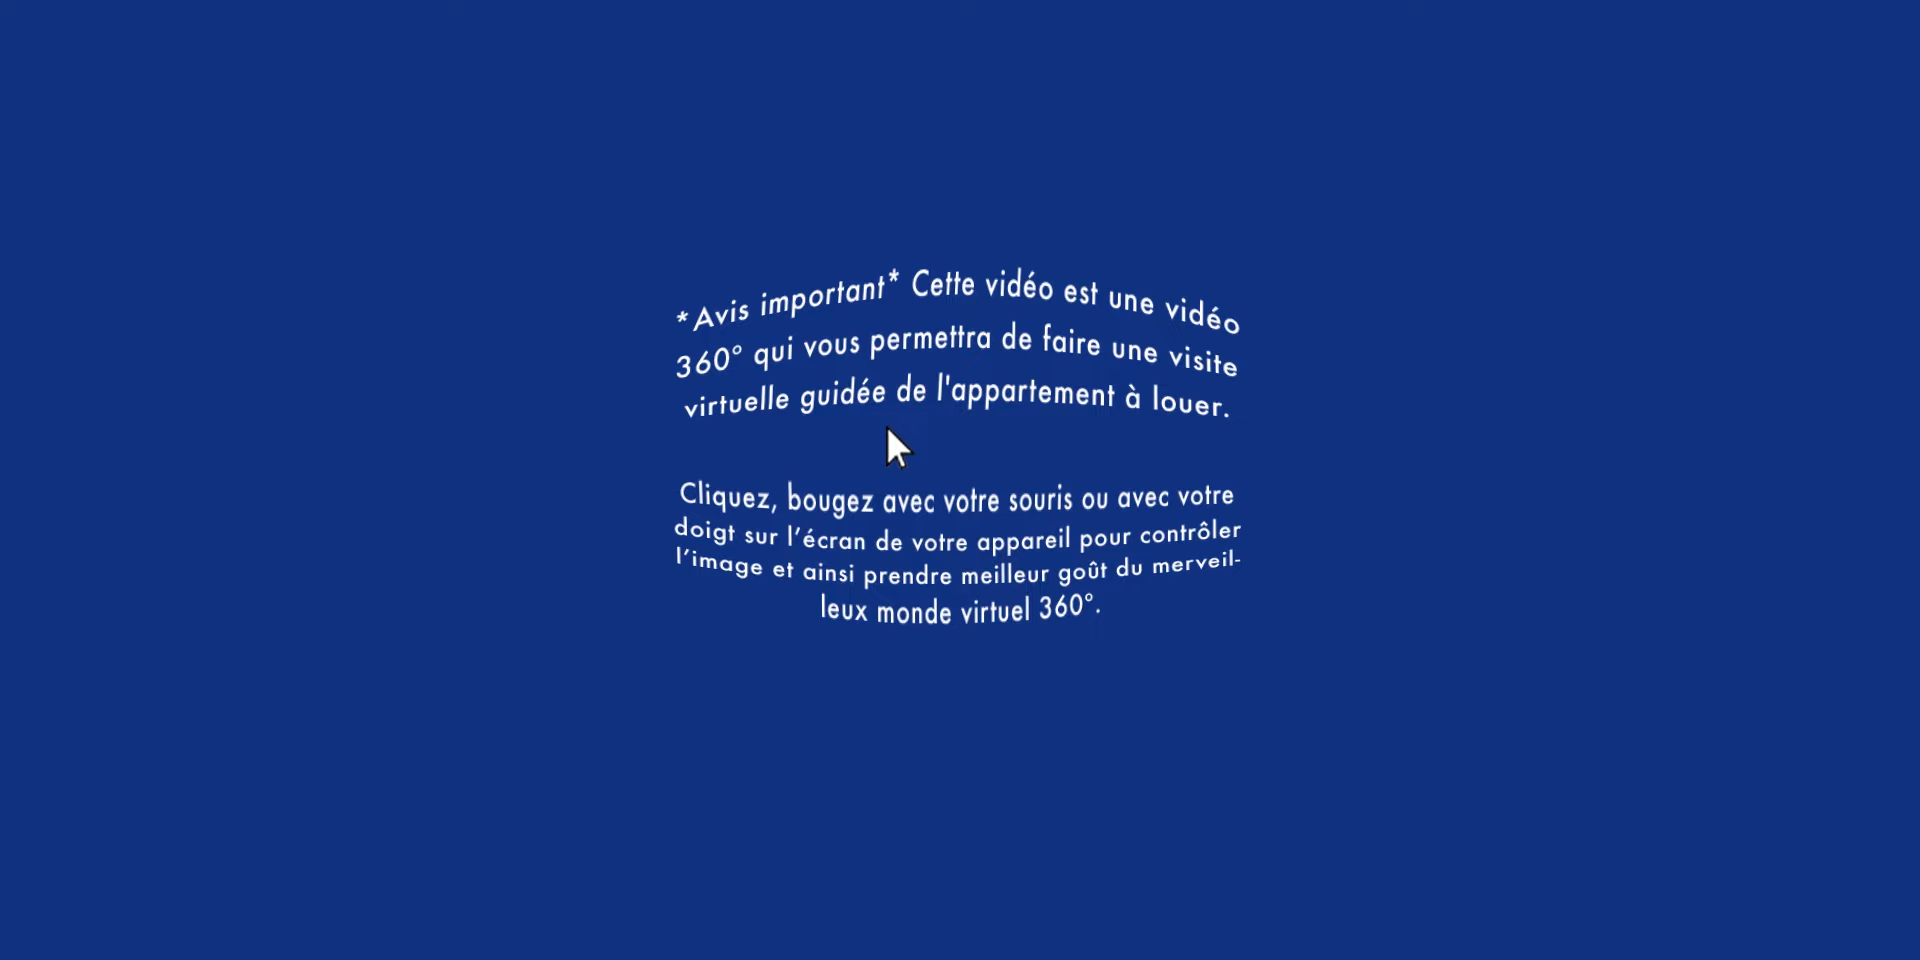 *Avis important* Cette vidéo est une vidéo
360° qui vous permettra de faire une visite
virtuelle guidée de l'appartement à louer.
Cliquez, bougez avec votre souris ou avec votre
doigt sur l’écran de votre appareil pour contrôler
l’image et ainsi prendre meilleur goût du merveil-
leux monde virtuel 360°.